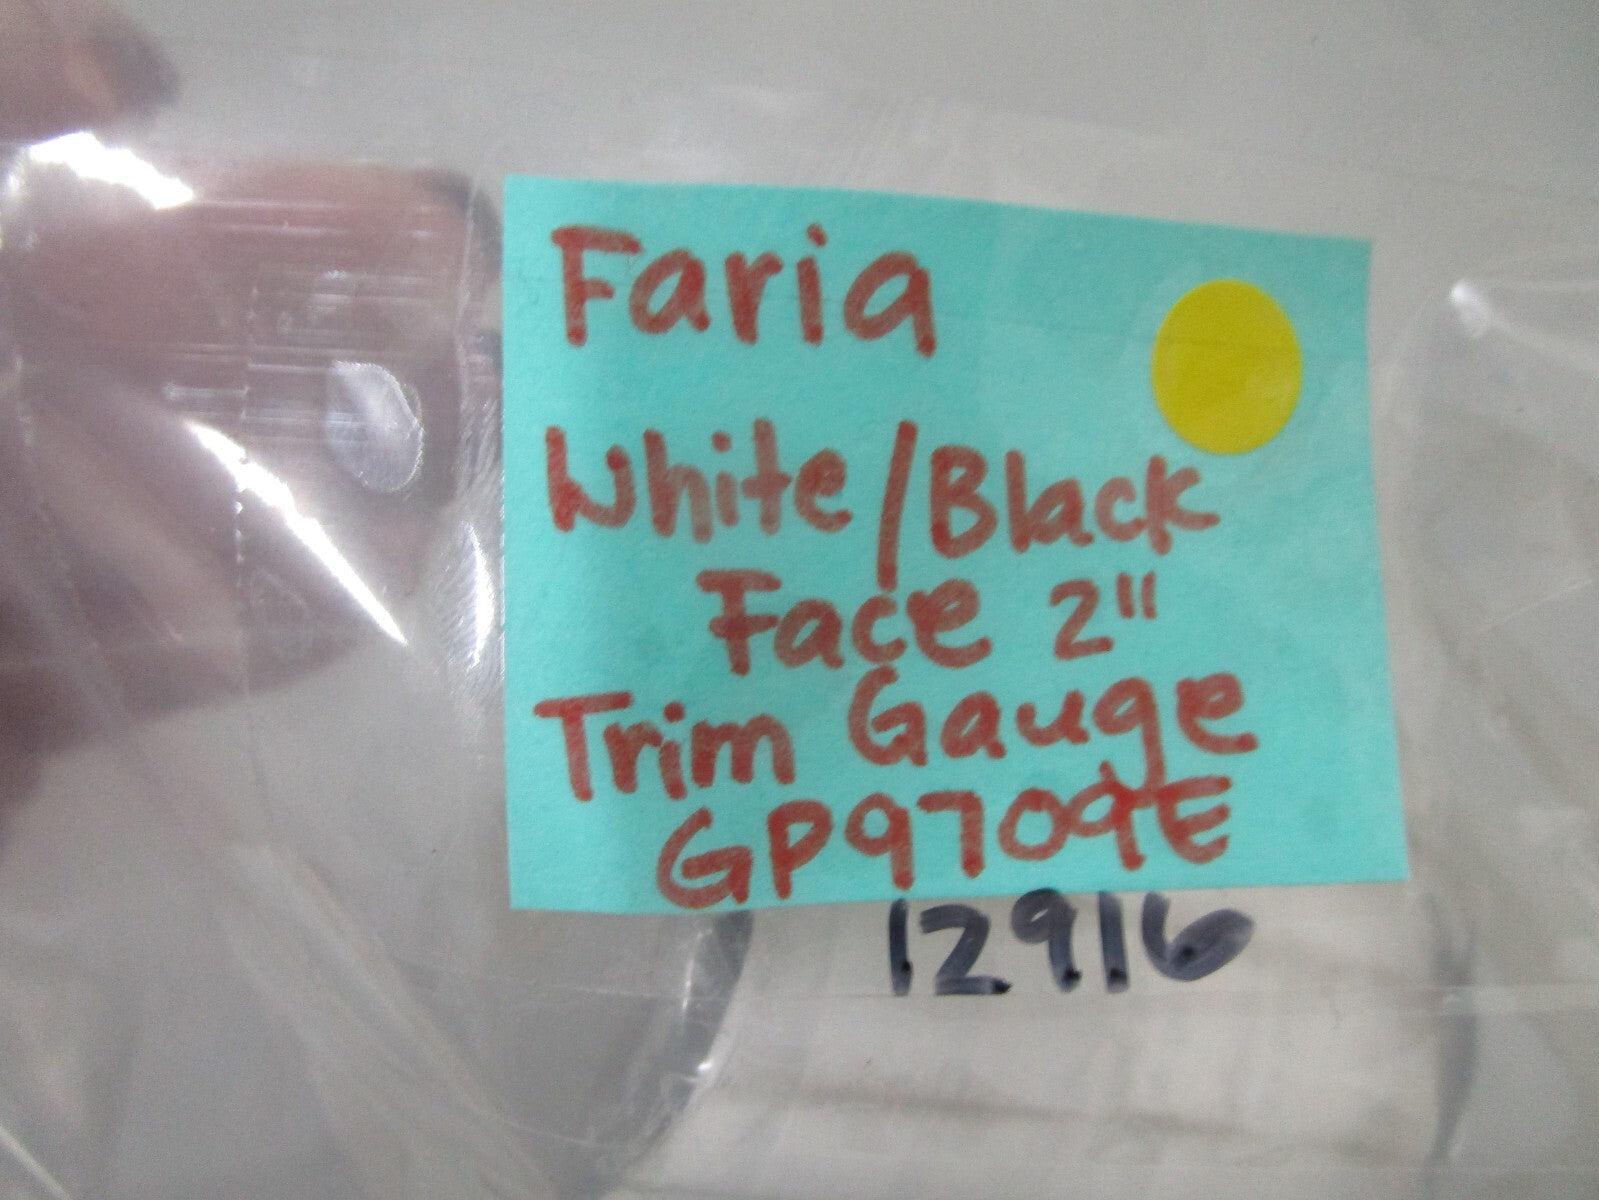 Faria
White/Black
Face 2"
Trim Gauge
GP9709E
12916